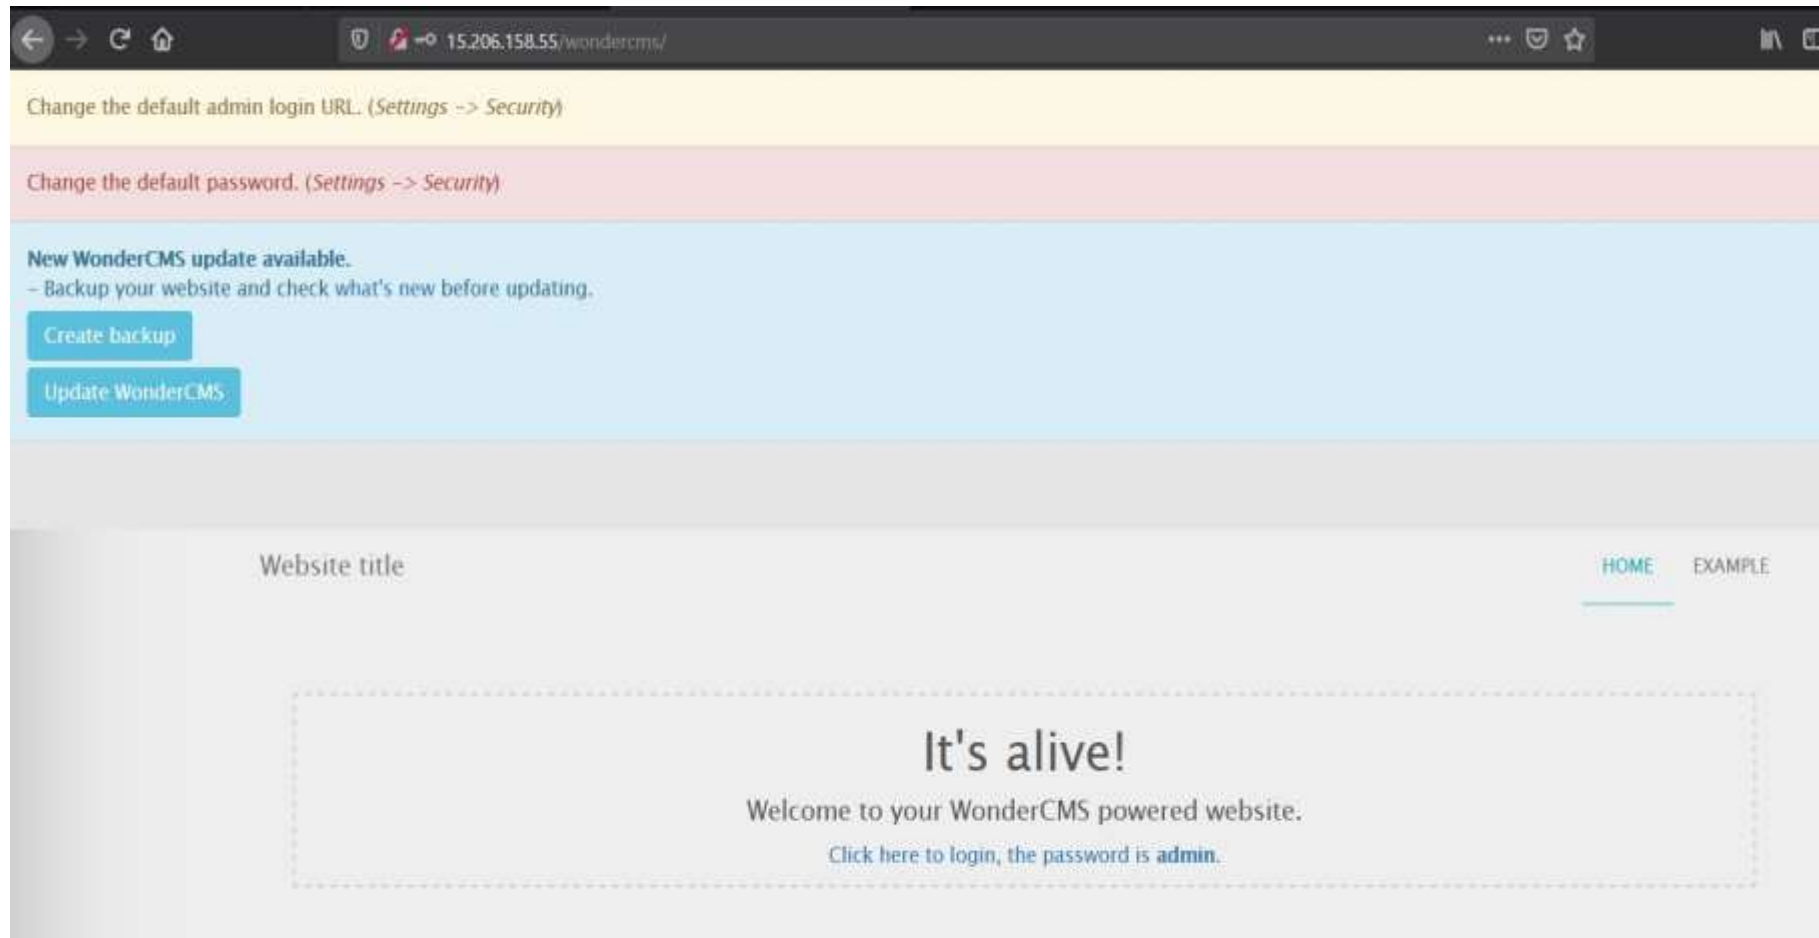 15.206.158.55/wondercms/
Change the default admin login URL. (Settings -> Security)
Change the default password. (Settings -> Security)
New WonderCMS update available.
– Backup your website and check what's new before updating.
Create backup
Update WonderCMS
Website title
HOME EXAMPLE
It's alive!
Welcome to your WonderCMS powered website.
Click here to login, the password is admin.